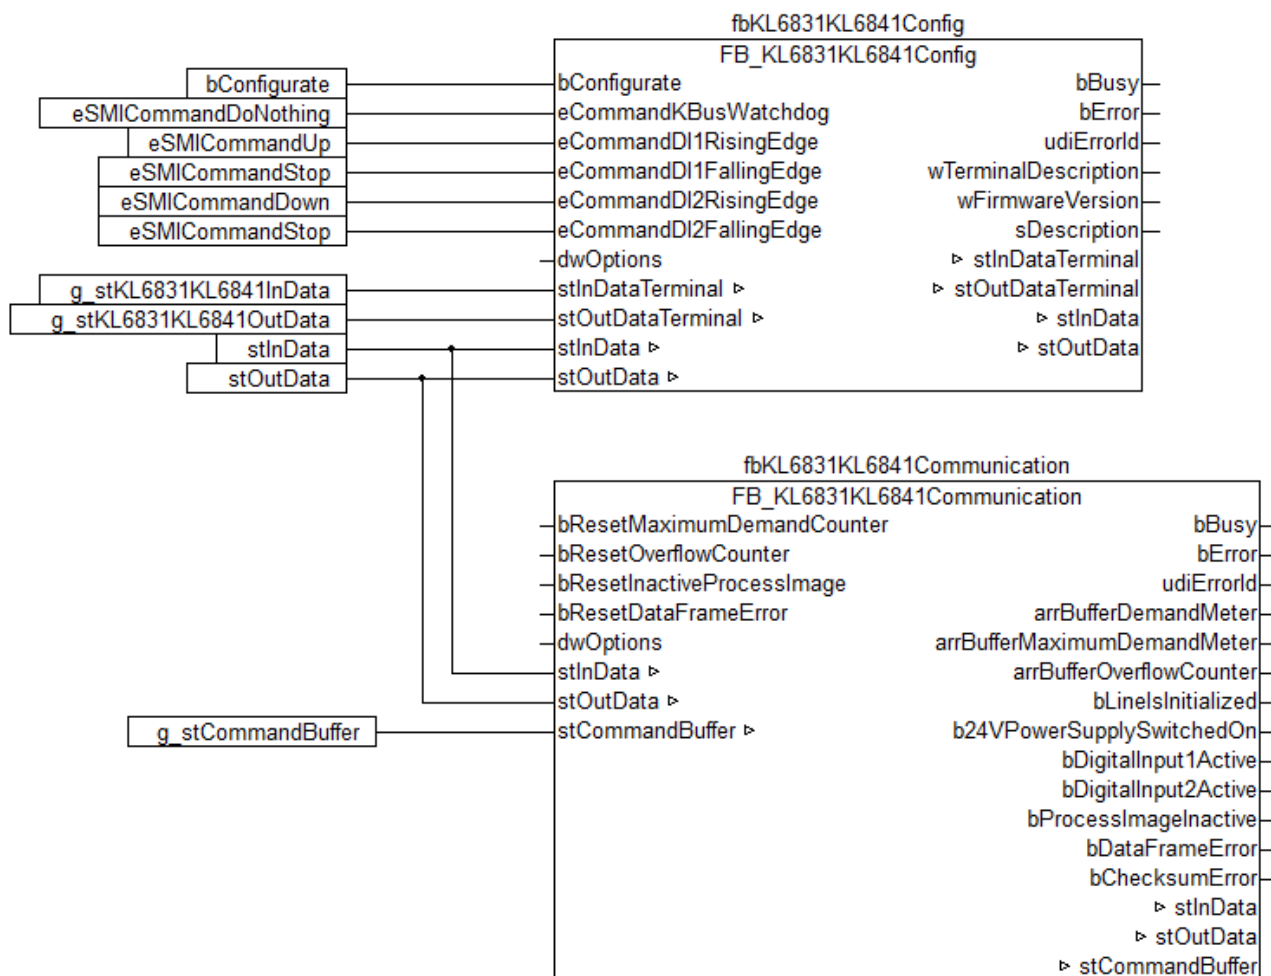 fbKL6831KL6841Config
FB_KL6831KL6841Config
bConfigurate bConfigurate bBusy
eSMICommandDoNothing eCommandKBusWatchdog bError
eSMICommandUp eCommandDI1RisingEdge udiErrorId
eSMICommandStop eCommandDI1FallingEdge wTerminalDescription
eSMICommandDown eCommandDI2RisingEdge wFirmwareVersion
eSMICommandStop eCommandDI2FallingEdge sDescription
dwOptions stInDataTerminal
g_stKL6831KL6841InData stInDataTerminal stOutDataTerminal
g_stKL6831KL6841OutData stOutDataTerminal stInData
stInData stInData stOutData
stOutData stOutData
fbKL6831KL6841Communication
FB_KL6831KL6841Communication
bResetMaximumDemandCounter bBusy
bResetOverflowCounter bError
bResetInactiveProcessImage udiErrorId
bResetDataFrameError arrBufferDemandMeter
dwOptions arrBufferMaximumDemandMeter
stInData arrBufferOverflowCounter
stOutData bLineIsInitialized
g_stCommandBuffer stCommandBuffer b24VPowerSupplySwitchedOn
bDigitalInput1Active
bDigitalInput2Active
bProcessImageInactive
bDataFrameError
bChecksumError
stInData
stOutData
stCommandBuffer